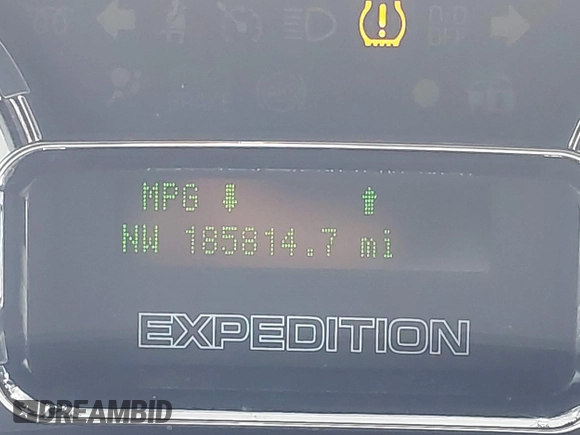 MPG ⬇ ⬆
NW 185814.7 mi
EXPEDITION
DREAMBID